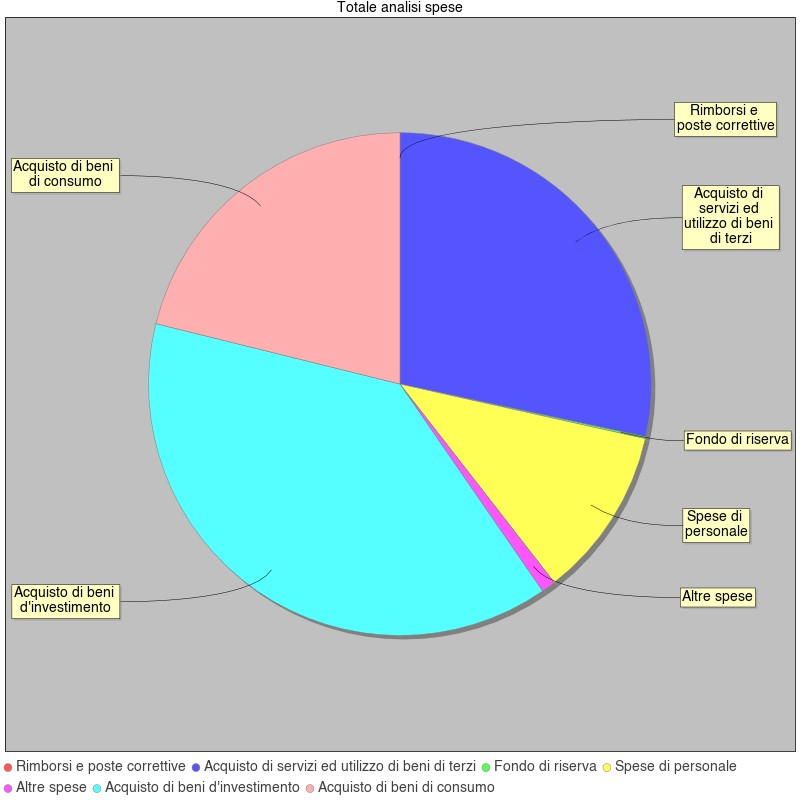 Totale analisi spese
Rimborsi e
poste correttive
Acquisto di beni
di consumo
Acquisto di
servizi ed
utilizzo di beni
di terzi
Fondo di riserva
Spese di
personale
Acquisto di beni
d'investimento
Altre spese
Rimborsi e poste correttive Acquisto di servizi ed utilizzo di beni di terzi Fondo di riserva Spese di personale
Altre spese Acquisto di beni d'investimento Acquisto di beni di consumo